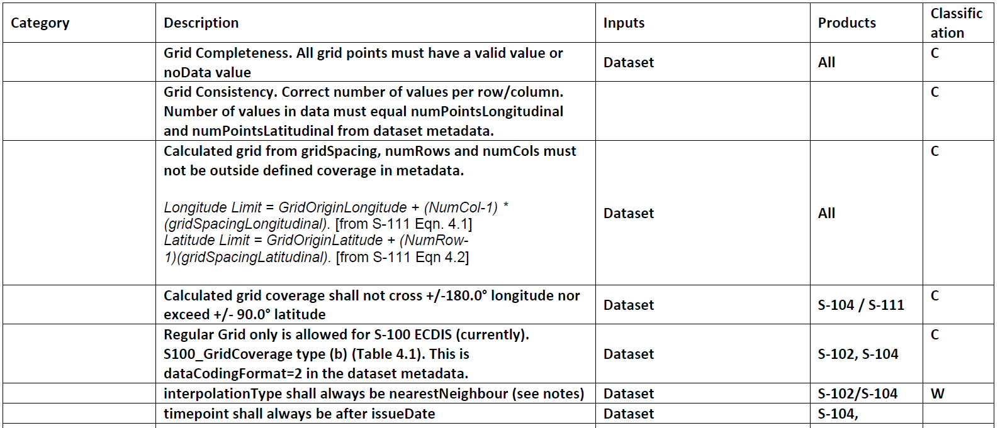 Category Description Inputs Products Classific
ation
Grid Completeness. All grid points must have a valid value or
noData value
Dataset All C
Grid Consistency. Correct number of values per row/column.
Number of values in data must equal numPointsLongitudinal
and numPointsLatitudinal from dataset metadata.
C
Calculated grid from gridSpacing, numRows and numCols must
not be outside defined coverage in metadata.
Longitude Limit = GridOriginLongitude + (NumCol-1) *
(gridSpacingLongitudinal). [from S-111 Eqn. 4.1]
Latitude Limit = GridOriginLatitude + (NumRow-
1)(gridSpacingLatitudinal). [from S-111 Eqn 4.2]
Dataset All C
Calculated grid coverage shall not cross +/-180.0° longitude nor
exceed +/- 90.0° latitude
Dataset S-104 / S-111 C
Regular Grid only is allowed for S-100 ECDIS (currently).
S100_GridCoverage type (b) (Table 4.1). This is
dataCodingFormat=2 in the dataset metadata.
Dataset S-102, S-104 C
interpolationType shall always be nearestNeighbour (see notes) Dataset S-102/S-104 W
timepoint shall always be after issueDate Dataset S-104,